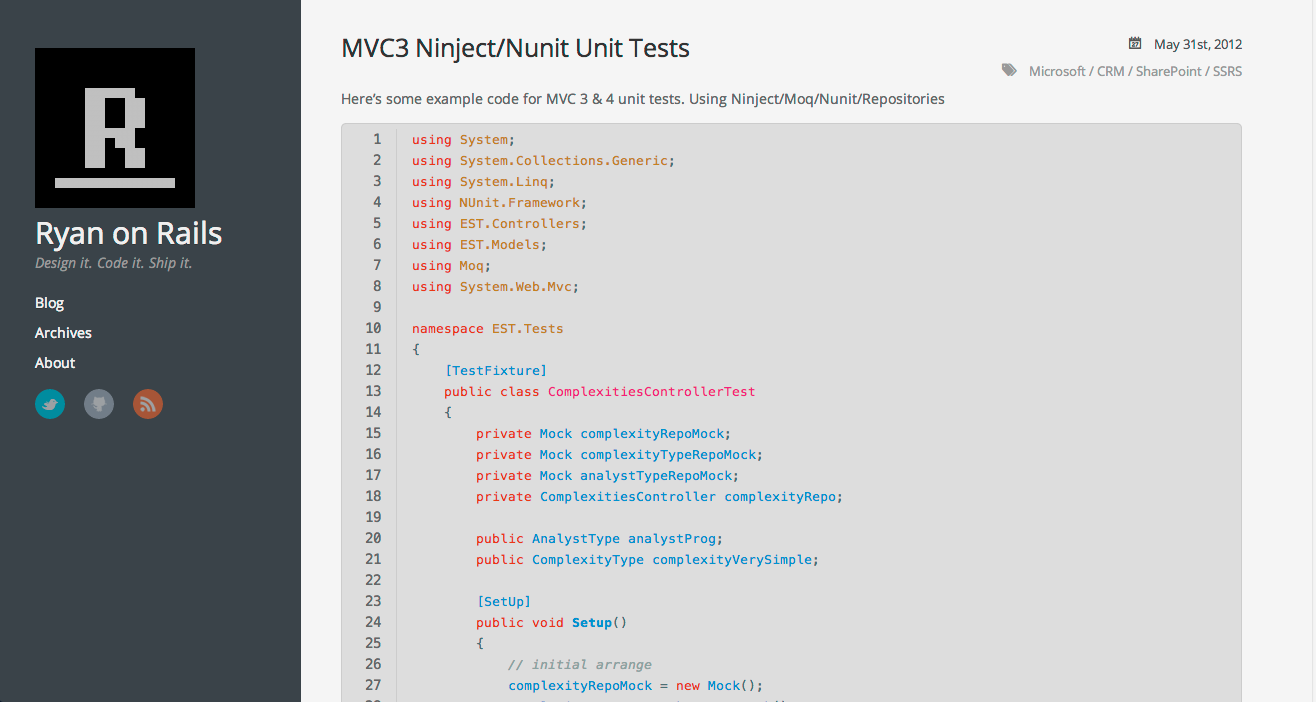 R
Ryan on Rails
Design it. Code it. Ship it.
Blog
Archives
About
MVC3 Ninject/Nunit Unit Tests
May 31st, 2012
Microsoft / CRM / SharePoint / SSRS
Here's some example code for MVC 3 & 4 unit tests. Using Ninject/Moq/Nunit/Repositories
1 using System;
2 using System.Collections.Generic;
3 using System.Linq;
4 using NUnit.Framework;
5 using EST.Controllers;
6 using EST.Models;
7 using Moq;
8 using System.Web.Mvc;
9
10 namespace EST.Tests
11 {
12 [TestFixture]
13 public class ComplexitiesControllerTest
14 {
15 private Mock complexityRepoMock;
16 private Mock complexityTypeRepoMock;
17 private Mock analystTypeRepoMock;
18 private ComplexitiesController complexityRepo;
19
20 public AnalystType analystProg;
21 public ComplexityType complexityVerySimple;
22
23 [SetUp]
24 public void Setup()
25 {
26 // initial arrange
27 complexityRepoMock = new Mock();